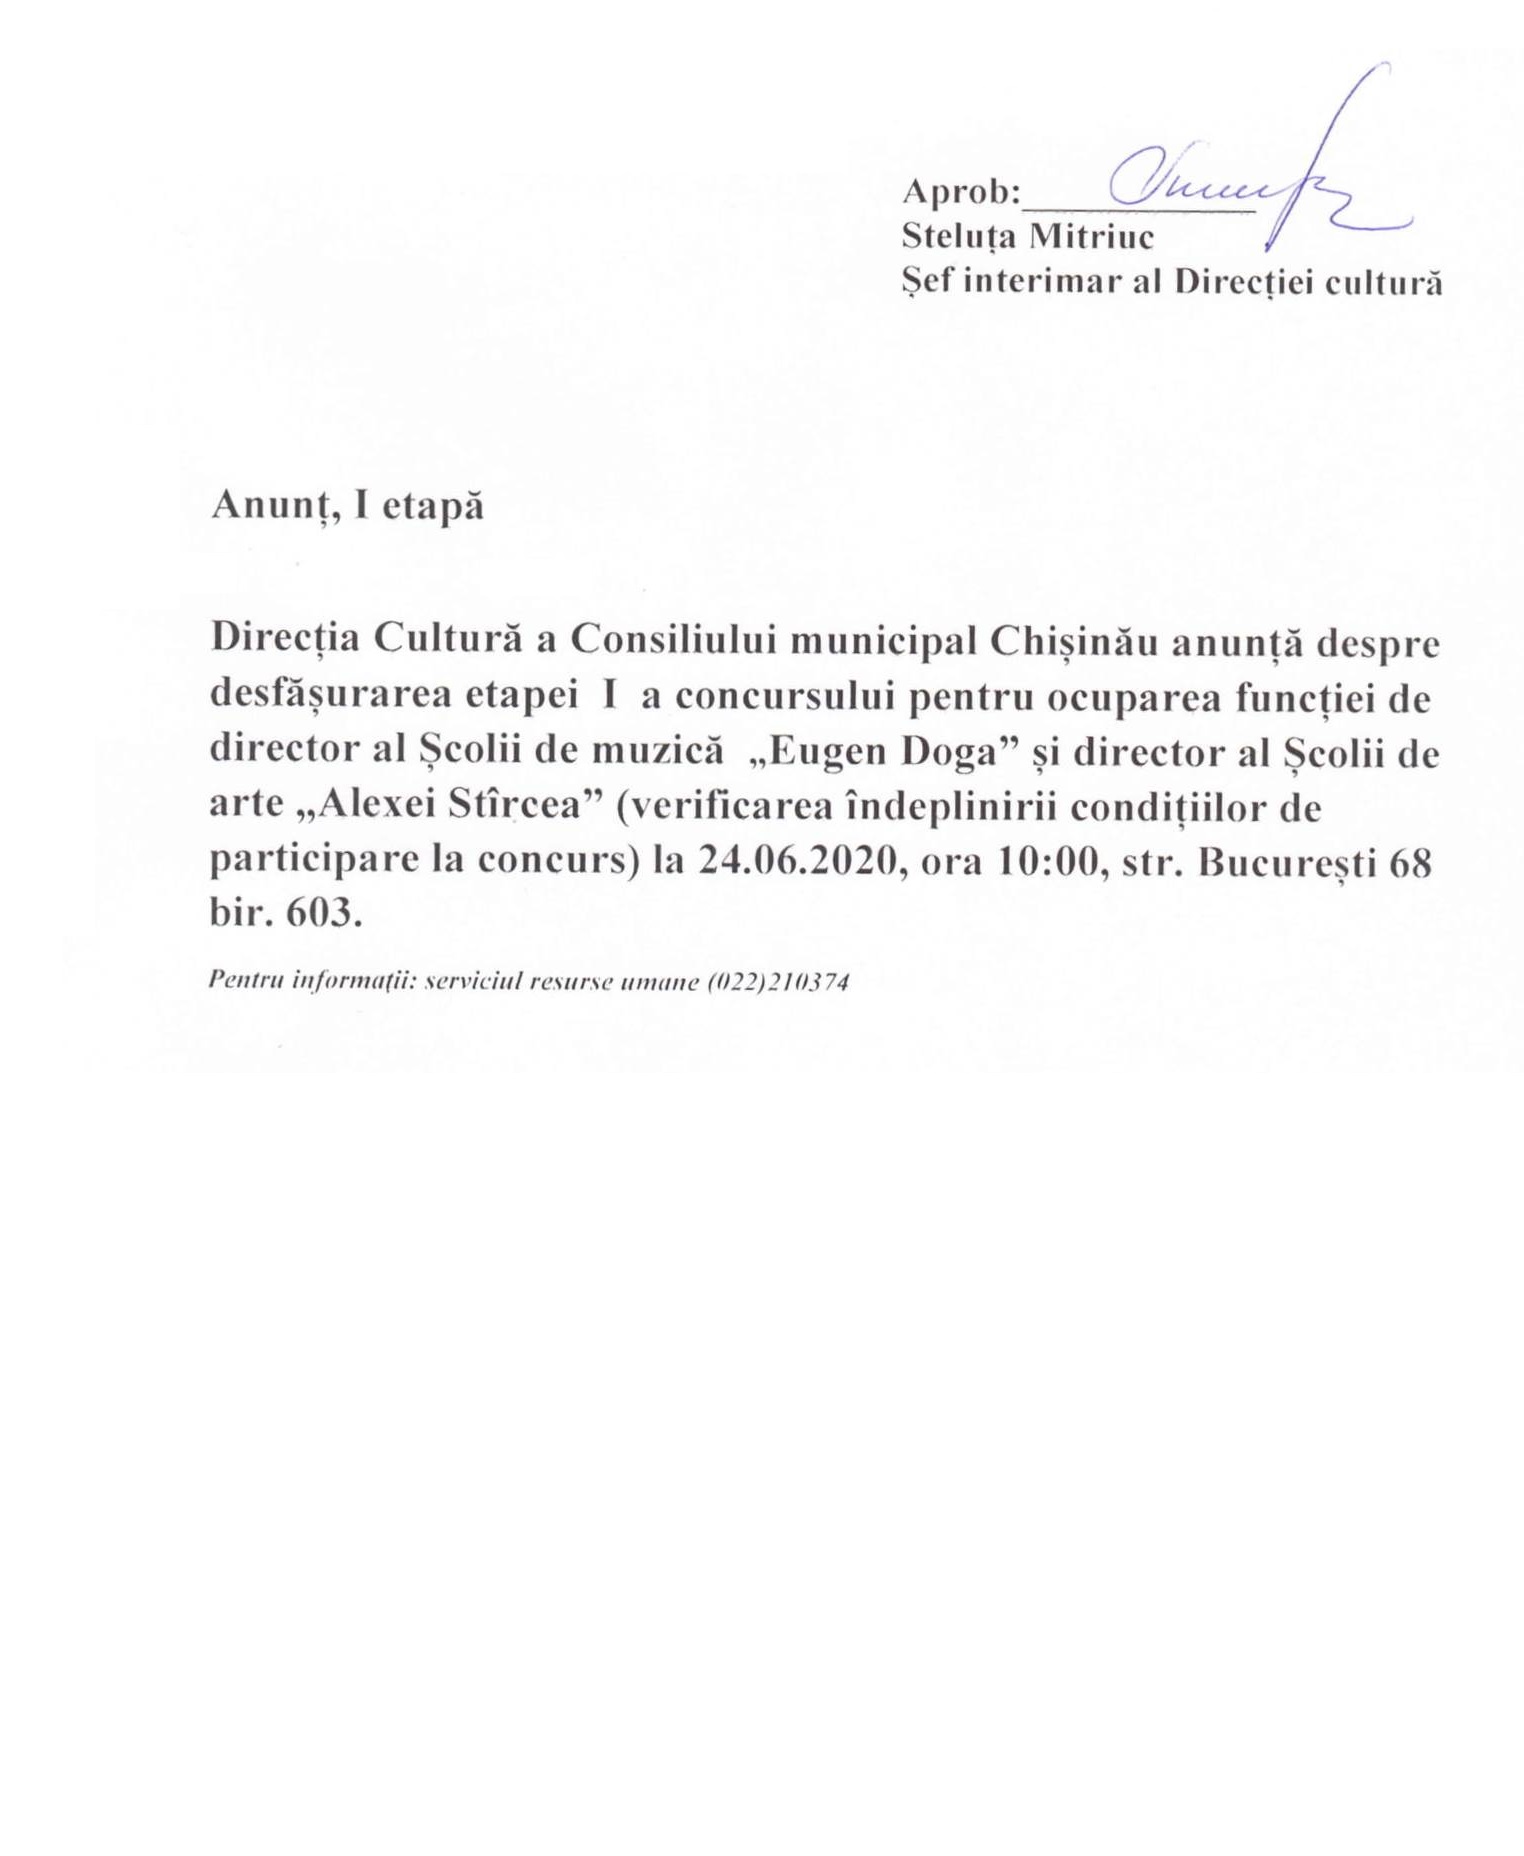 Aprob:
Steluța Mitriuc
Șef interimar al Direcției cultură
Anunț, I etapă
Direcția Cultură a Consiliului municipal Chișinău anunță despre
desfășurarea etapei I a concursului pentru ocuparea funcției de
director al Școlii de muzică „Eugen Doga” și director al Școlii de
arte „Alexei Stîrcea” (verificarea îndeplinirii condițiilor de
participare la concurs) la 24.06.2020, ora 10:00, str. București 68
bir. 603.
Pentru informații: serviciul resurse umane (022)210374